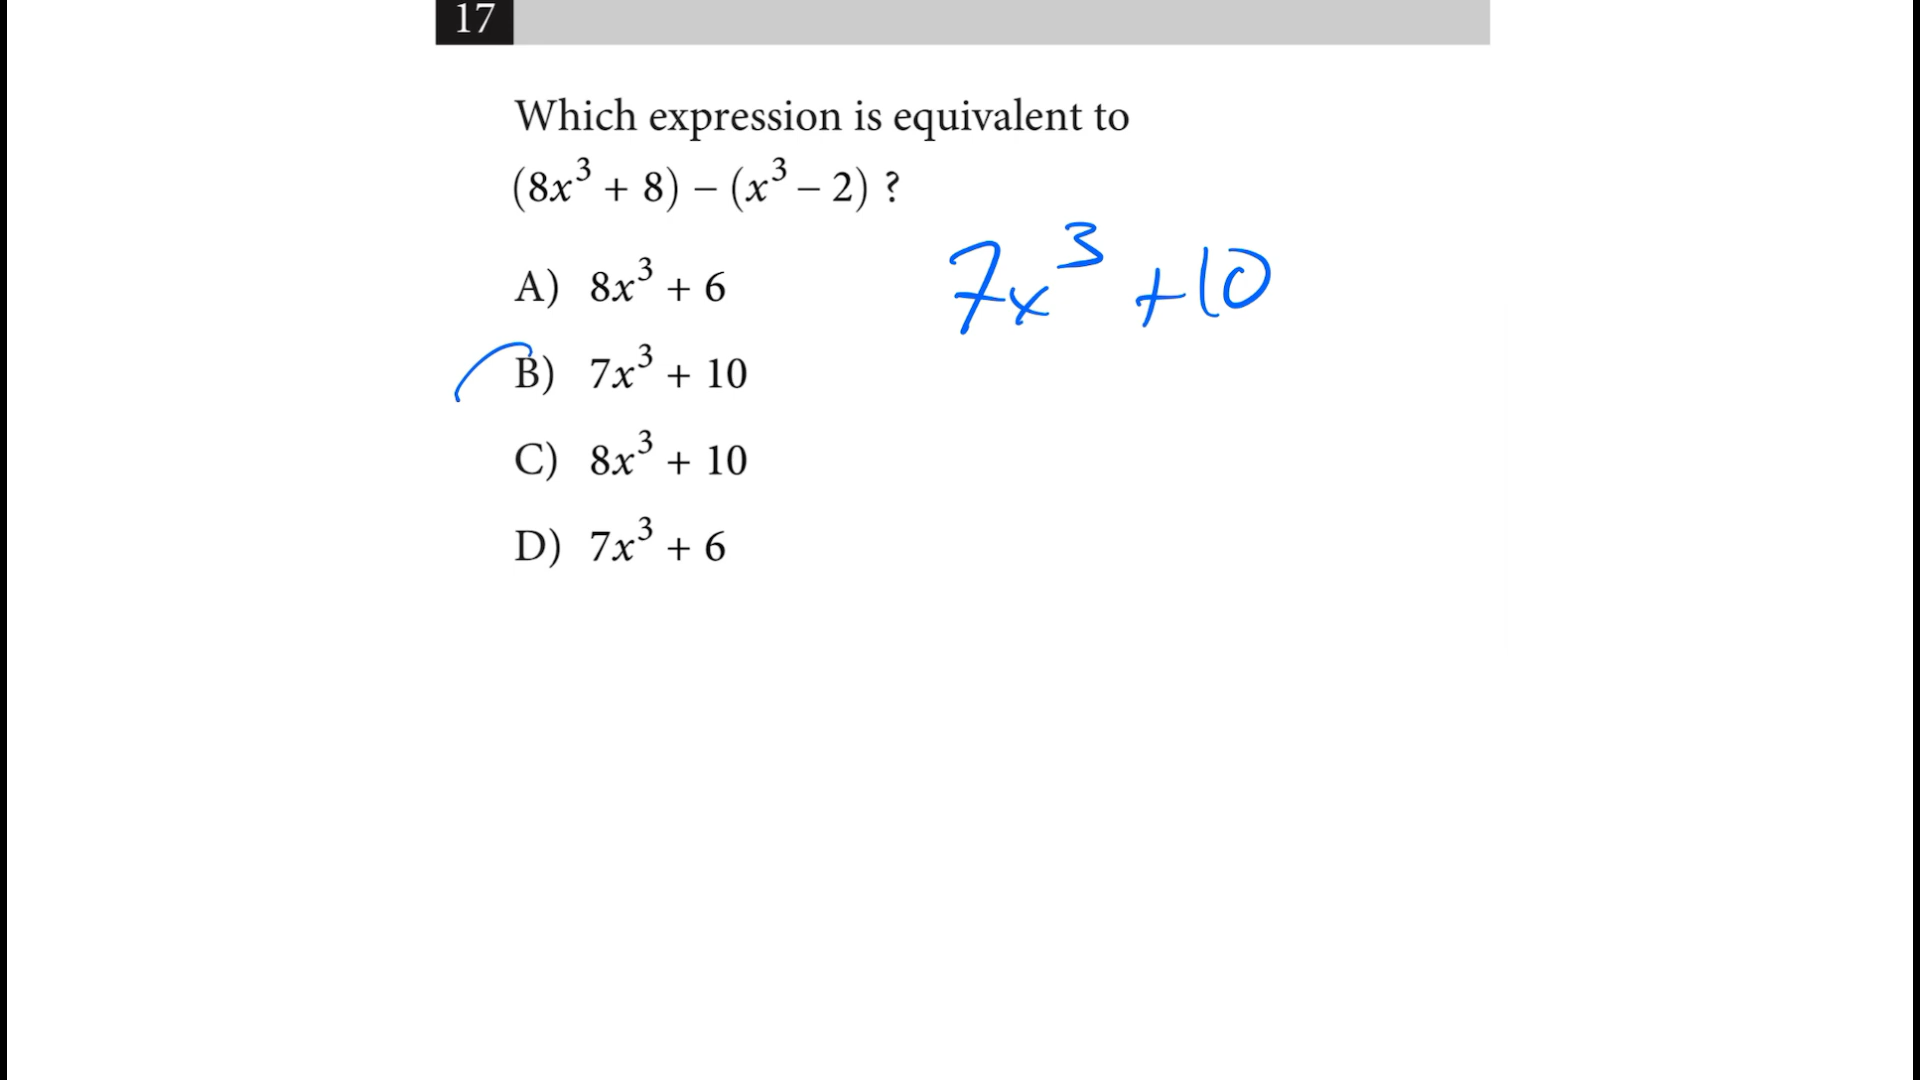 17
Which expression is equivalent to
(8x³ + 8) – (x³ – 2) ?
7x³ +10
A) 8x³ + 6
B) 7x³ + 10
C) 8x³ + 10
D) 7x³ + 6